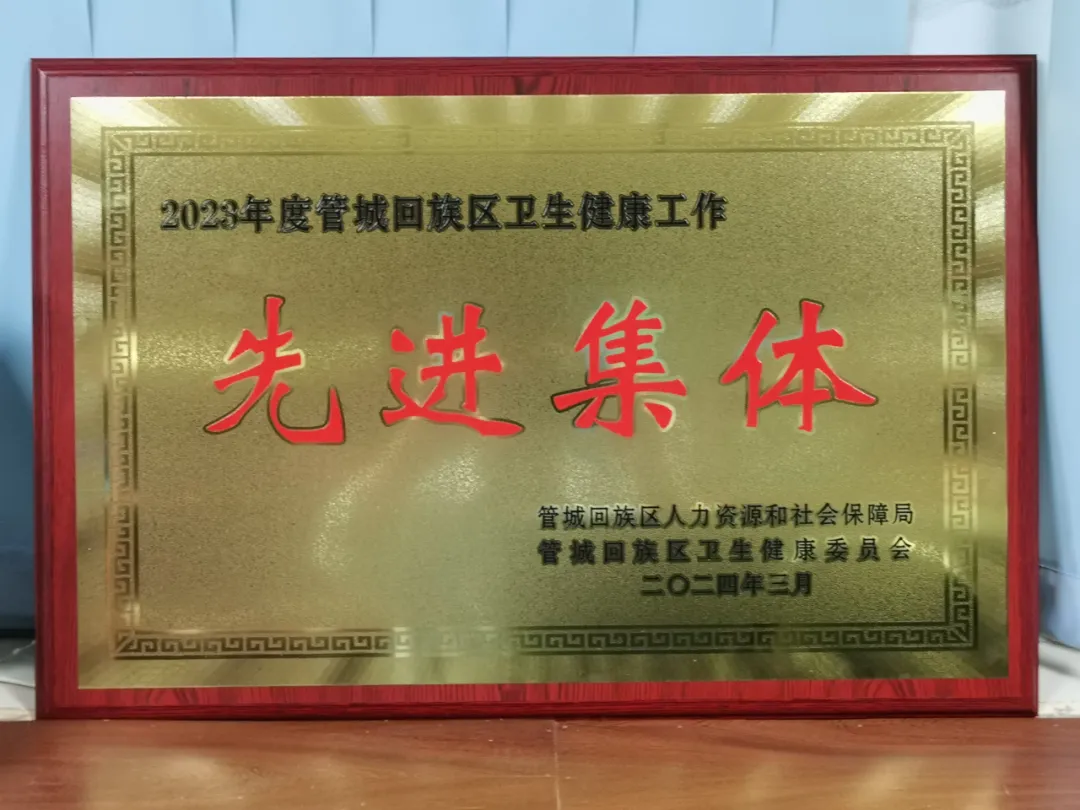 2023年度管城回族区卫生健康工作
先进集体
管城回族区人力资源和社会保障局
管城回族区卫生健康委员会
二〇二四年三月